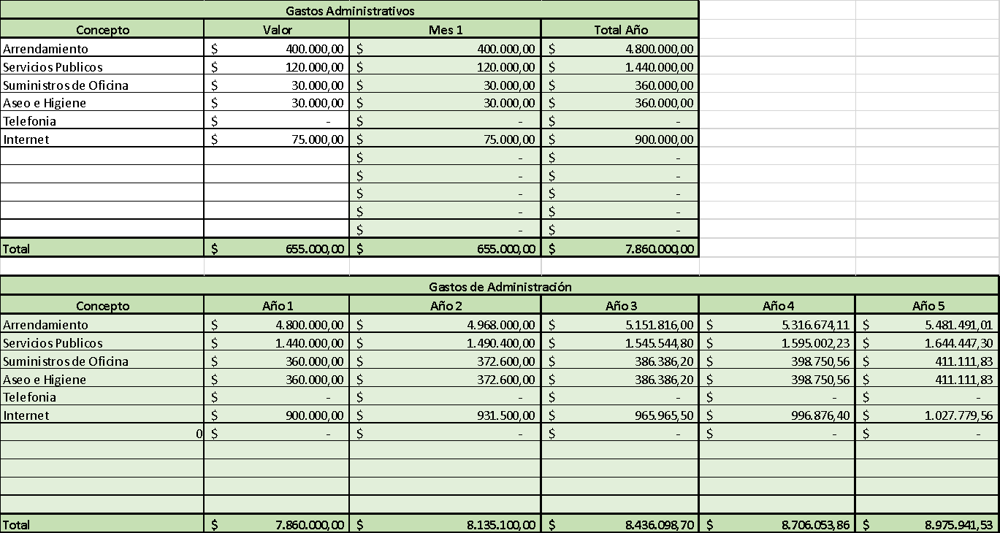 Gastos Administrativos
Concepto Valor Mes 1 Total Año
Arrendamiento $ 400.000,00 $ 400.000,00 $ 4.800.000,00
Servicios Publicos $ 120.000,00 $ 120.000,00 $ 1.440.000,00
Suministros de Oficina $ 30.000,00 $ 30.000,00 $ 360.000,00
Aseo e Higiene $ 30.000,00 $ 30.000,00 $ 360.000,00
Telefonia $ - $ - $ -
Internet $ 75.000,00 $ 75.000,00 $ 900.000,00
$ - $ -
$ - $ -
$ - $ -
$ - $ -
$ - $ -
Total $ 655.000,00 $ 655.000,00 $ 7.860.000,00
Gastos de Administración
Concepto Año 1 Año 2 Año 3 Año 4 Año 5
Arrendamiento $ 4.800.000,00 $ 4.968.000,00 $ 5.151.816,00 $ 5.316.674,11 $ 5.481.491,01
Servicios Publicos $ 1.440.000,00 $ 1.490.400,00 $ 1.545.544,80 $ 1.595.002,23 $ 1.644.447,30
Suministros de Oficina $ 360.000,00 $ 372.600,00 $ 386.386,20 $ 398.750,56 $ 411.111,83
Aseo e Higiene $ 360.000,00 $ 372.600,00 $ 386.386,20 $ 398.750,56 $ 411.111,83
Telefonia $ - $ - $ - $ - $ -
Internet $ 900.000,00 $ 931.500,00 $ 965.965,50 $ 996.876,40 $ 1.027.779,56
0 $ - $ - $ - $ - $ -
Total $ 7.860.000,00 $ 8.135.100,00 $ 8.436.098,70 $ 8.706.053,86 $ 8.975.941,53